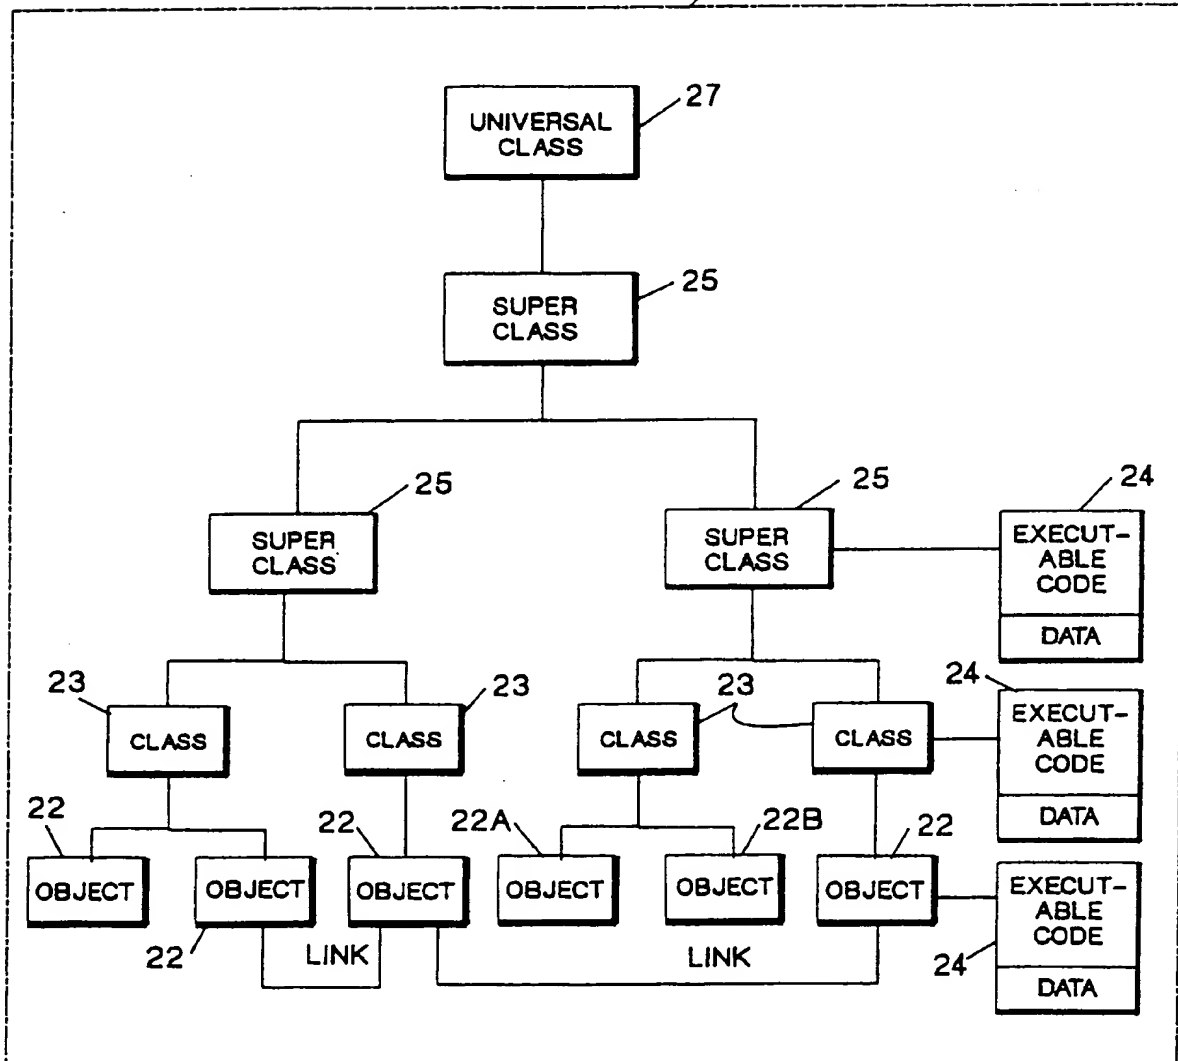 27
UNIVERSAL
CLASS
25
SUPER
CLASS
25
25
24
SUPER
CLASS
SUPER
CLASS
EXECUT-
ABLE
CODE
DATA
23
23
23
24
CLASS
CLASS
CLASS
CLASS
EXECUT-
ABLE
CODE
DATA
22
22
22A
22B
22
OBJECT
OBJECT
OBJECT
OBJECT
OBJECT
OBJECT
EXECUT-
ABLE
CODE
22
LINK
LINK
24
DATA